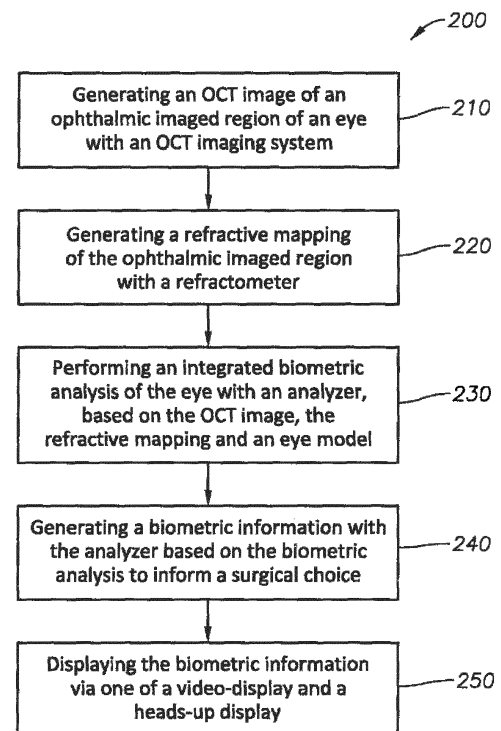 200
Generating an OCT image of an
ophthalmic imaged region of an eye
with an OCT imaging system
210
Generating a refractive mapping
of the ophthalmic imaged region
with a refractometer
220
Performing an integrated biometric
analysis of the eye with an analyzer,
based on the OCT image, the
refractive mapping and an eye model
230
Generating a biometric information with
the analyzer based on the biometric
analysis to inform a surgical choice
240
Displaying the biometric information
via one of a video-display and a
heads-up display
250